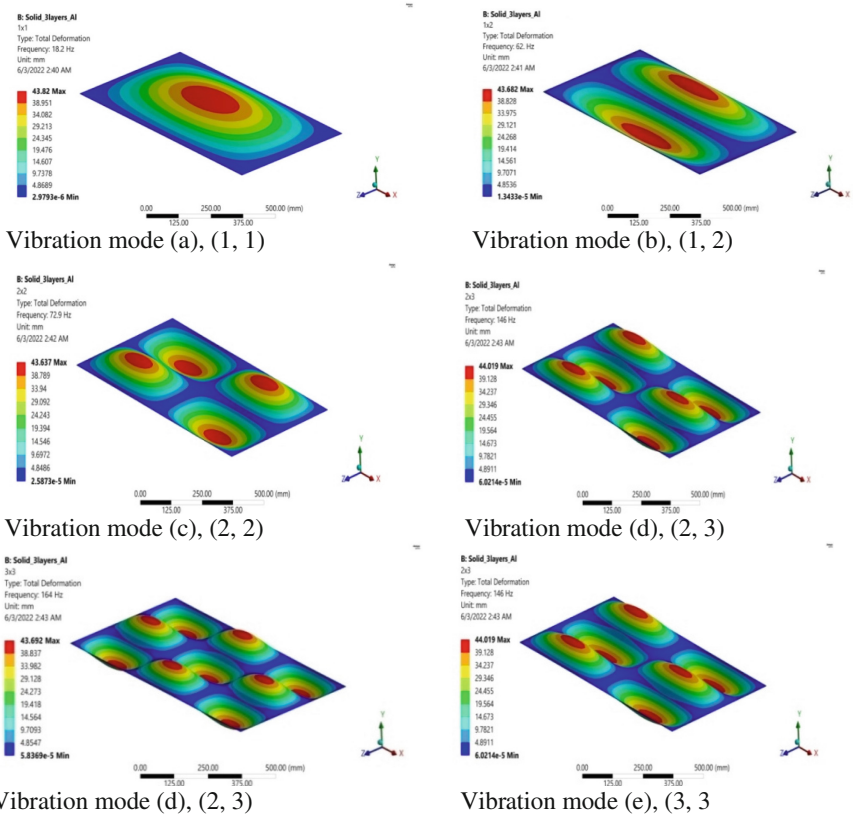 B: Solid_3layers_Al
1x1
Type: Total Deformation
Frequency: 18.2 Hz
Unit: mm
6/3/2022 2:40 AM
43.82 Max
38.951
34.082
29.213
24.345
19.476
14.607
9.7378
4.8689
2.9793e-6 Min
Y
Z X
0.00 250.00 500.00 (mm)
125.00 375.00
Vibration mode (a), (1, 1)
B: Solid_3layers_Al
1x2
Type: Total Deformation
Frequency: 62. Hz
Unit: mm
6/3/2022 2:41 AM
43.682 Max
38.828
33.975
29.121
24.268
19.414
14.561
9.7071
4.8536
1.3433e-5 Min
Y
Z X
0.00 250.00 500.00 (mm)
125.00 375.00
Vibration mode (b), (1, 2)
B: Solid_3layers_Al
2x2
Type: Total Deformation
Frequency: 72.9 Hz
Unit: mm
6/3/2022 2:42 AM
43.637 Max
38.789
33.94
29.092
24.243
19.394
14.546
9.6972
4.8486
2.5873e-5 Min
Y
Z X
0.00 250.00 500.00 (mm)
125.00 375.00
Vibration mode (c), (2, 2)
B: Solid_3layers_Al
2x3
Type: Total Deformation
Frequency: 146 Hz
Unit: mm
6/3/2022 2:43 AM
44.019 Max
39.128
34.237
29.346
24.455
19.564
14.673
9.7821
4.8911
6.0214e-5 Min
Y
Z X
0.00 250.00 500.00 (mm)
125.00 375.00
Vibration mode (d), (2, 3)
B: Solid_3layers_Al
3x3
Type: Total Deformation
Frequency: 164 Hz
Unit: mm
6/3/2022 2:43 AM
43.692 Max
38.837
33.982
29.128
24.273
19.418
14.564
9.7093
4.8547
5.8369e-5 Min
Y
Z X
0.00 250.00 500.00 (mm)
125.00 375.00
Vibration mode (d), (2, 3)
B: Solid_3layers_Al
2x3
Type: Total Deformation
Frequency: 146 Hz
Unit: mm
6/3/2022 2:43 AM
44.019 Max
39.128
34.237
29.346
24.455
19.564
14.673
9.7821
4.8911
6.0214e-5 Min
Y
Z X
0.00 250.00 500.00 (mm)
125.00 375.00
Vibration mode (e), (3, 3